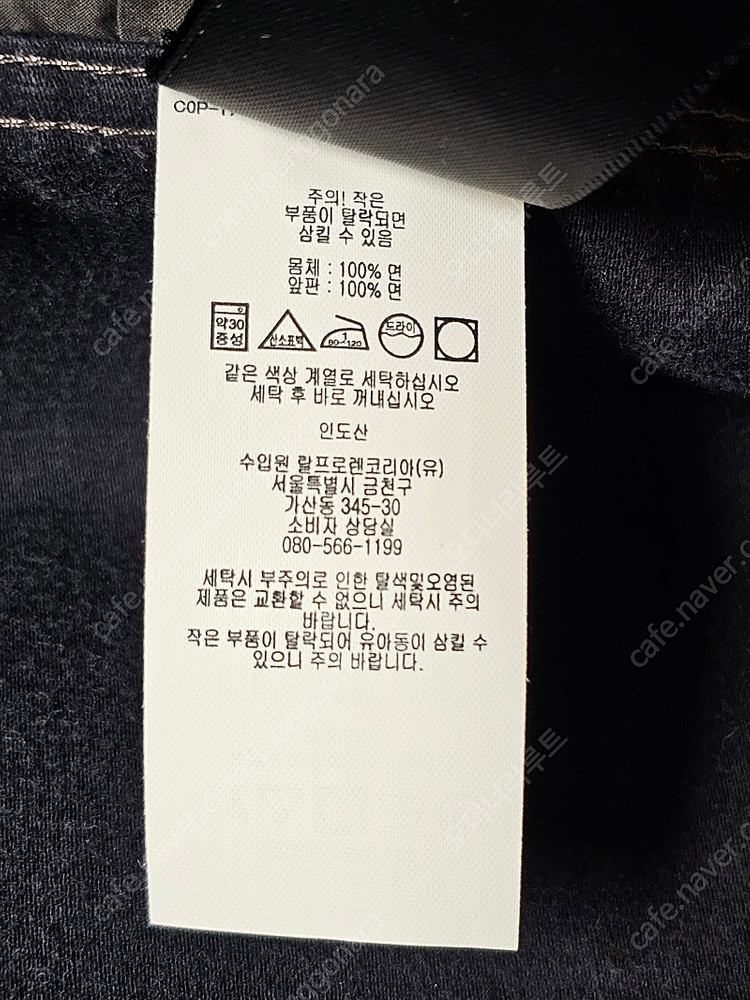 COP-1
주의! 작은
부품이 탈락되면
삼킬 수 있음
몸체 : 100% 면
앞판 : 100% 면
약30
중성
산소표백
1
80~120
드라이
같은 색상 계열로 세탁하십시오
세탁 후 바로 꺼내십시오
인도산
수입원 랄프로렌코리아(유)
서울특별시 금천구
가산동 345-30
소비자 상담실
080-566-1199
세탁시 부주의로 인한 탈색및오염된
제품은 교환할 수 없으니 세탁시 주의
바랍니다.
작은 부품이 탈락되어 유아동이 삼킬 수
있으니 주의 바랍니다.
cafe.naver.com